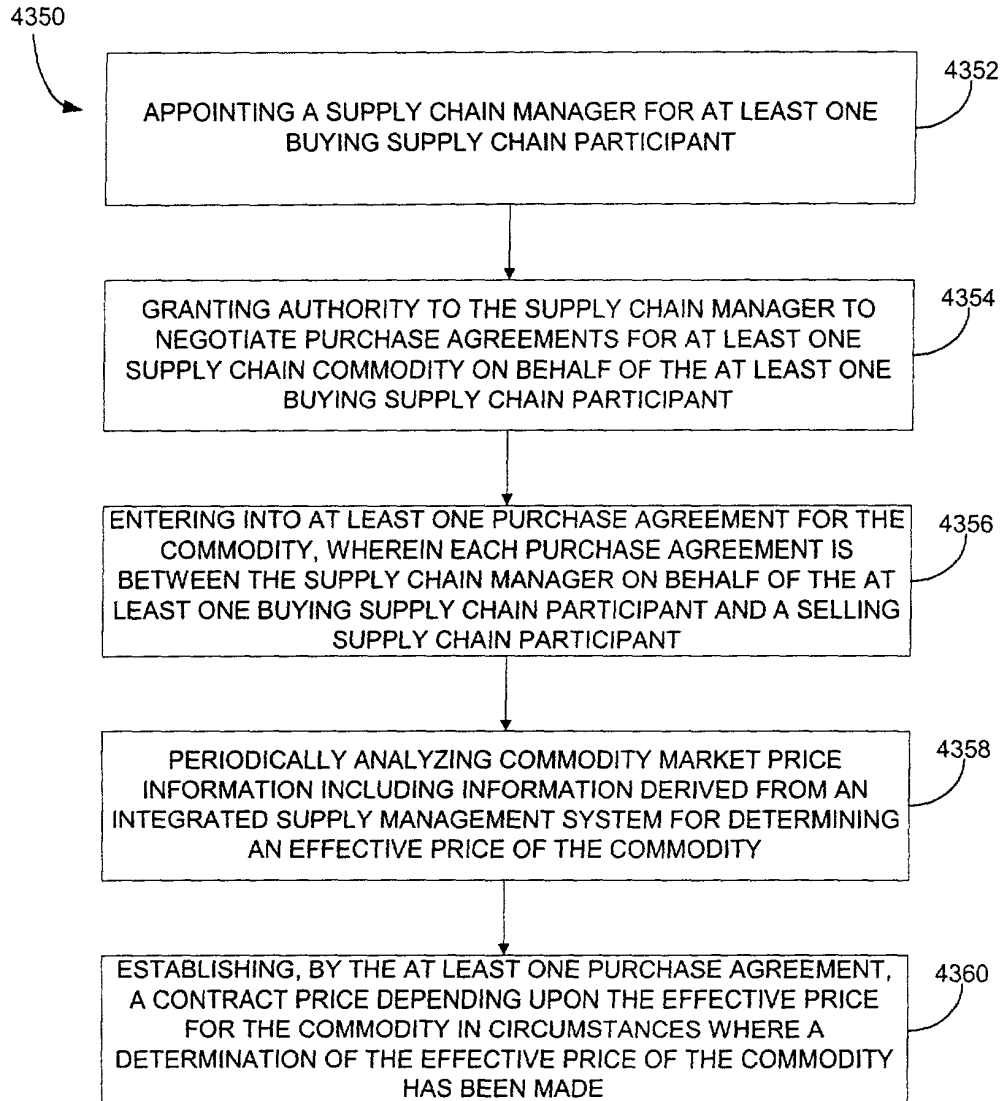 4350
4352
APPOINTING A SUPPLY CHAIN MANAGER FOR AT LEAST ONE
BUYING SUPPLY CHAIN PARTICIPANT
4354
GRANTING AUTHORITY TO THE SUPPLY CHAIN MANAGER TO
NEGOTIATE PURCHASE AGREEMENTS FOR AT LEAST ONE
SUPPLY CHAIN COMMODITY ON BEHALF OF THE AT LEAST ONE
BUYING SUPPLY CHAIN PARTICIPANT
4356
ENTERING INTO AT LEAST ONE PURCHASE AGREEMENT FOR THE
COMMODITY, WHEREIN EACH PURCHASE AGREEMENT IS
BETWEEN THE SUPPLY CHAIN MANAGER ON BEHALF OF THE AT
LEAST ONE BUYING SUPPLY CHAIN PARTICIPANT AND A SELLING
SUPPLY CHAIN PARTICIPANT
4358
PERIODICALLY ANALYZING COMMODITY MARKET PRICE
INFORMATION INCLUDING INFORMATION DERIVED FROM AN
INTEGRATED SUPPLY MANAGEMENT SYSTEM FOR DETERMINING
AN EFFECTIVE PRICE OF THE COMMODITY
4360
ESTABLISHING, BY THE AT LEAST ONE PURCHASE AGREEMENT,
A CONTRACT PRICE DEPENDING UPON THE EFFECTIVE PRICE
FOR THE COMMODITY IN CIRCUMSTANCES WHERE A
DETERMINATION OF THE EFFECTIVE PRICE OF THE COMMODITY
HAS BEEN MADE